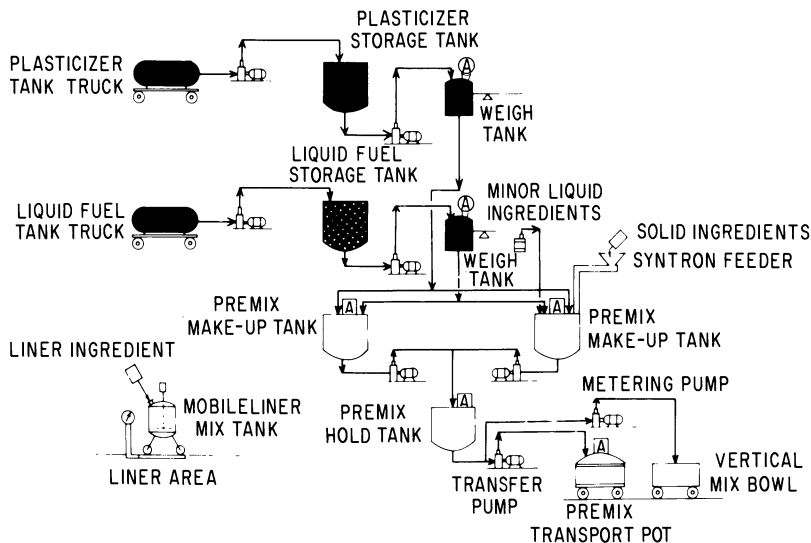 PLASTICIZER
STORAGE TANK
PLASTICIZER
TANK TRUCK
A
WEIGH
TANK
LIQUID FUEL
STORAGE TANK
MINOR LIQUID
INGREDIENTS
LIQUID FUEL
TANK TRUCK
A
WEIGH
TANK
SOLID INGREDIENTS
SYNTRON FEEDER
PREMIX
MAKE-UP TANK
A
A
PREMIX
MAKE-UP TANK
LINER INGREDIENT
MOBILELINER
MIX TANK
LINER AREA
PREMIX
HOLD TANK
A
METERING PUMP
TRANSFER
PUMP
A
PREMIX
TRANSPORT POT
VERTICAL
MIX BOWL